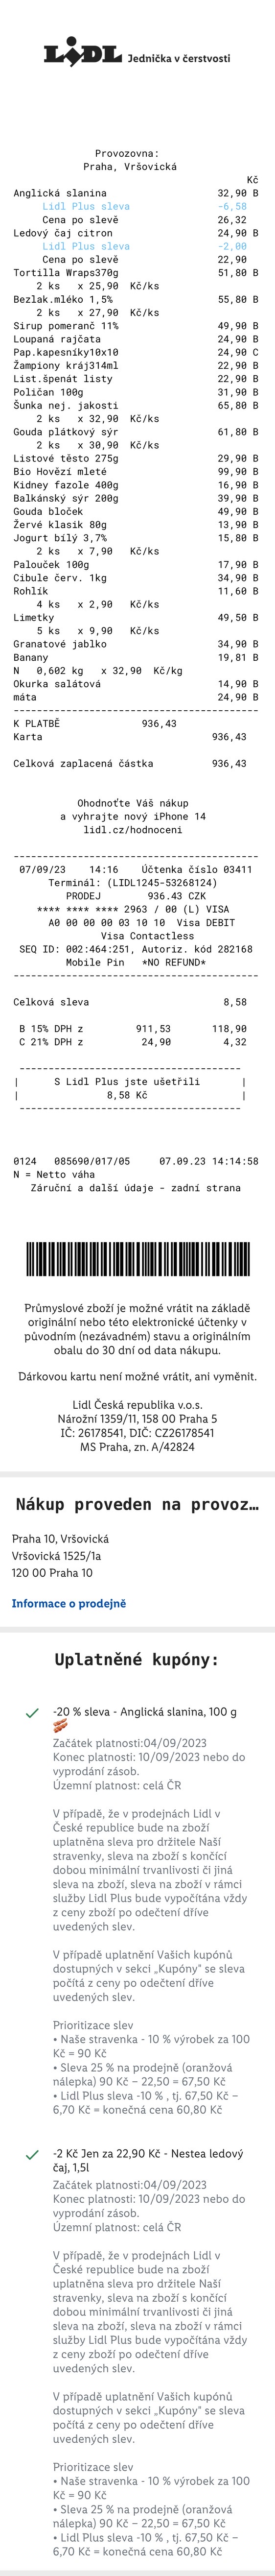 LIDL Jednička v čerstvosti
Provozovna:
Praha, Vršovická
Kč
Anglická slanina 32,90 B
Lidl Plus sleva -6,58
Cena po slevě 26,32
Ledový čaj citron 24,90 B
Lidl Plus sleva -2,00
Cena po slevě 22,90
Tortilla Wraps370g 51,80 B
2 ks x 25,90 Kč/ks
Bezlak.mléko 1,5% 55,80 B
2 ks x 27,90 Kč/ks
Sirup pomeranč 11% 49,90 B
Loupaná rajčata 24,90 B
Pap.kapesníky10x10 24,90 C
Žampiony kráj314ml 22,90 B
List.špenát listy 22,90 B
Poličan 100g 31,90 B
Šunka nej. jakosti 65,80 B
2 ks x 32,90 Kč/ks
Gouda plátkový sýr 61,80 B
2 ks x 30,90 Kč/ks
Listové těsto 275g 29,90 B
Bio Hovězí mleté 99,90 B
Kidney fazole 400g 16,90 B
Balkánský sýr 200g 39,90 B
Gouda bloček 49,90 B
Žervé klasik 80g 13,90 B
Jogurt bílý 3,7% 15,80 B
2 ks x 7,90 Kč/ks
Palouček 100g 17,90 B
Cibule červ. 1kg 34,90 B
Rohlík 11,60 B
4 ks x 2,90 Kč/ks
Limetky 49,50 B
5 ks x 9,90 Kč/ks
Granatové jablko 34,90 B
Banany 19,81 B
N 0,602 kg x 32,90 Kč/kg
Okurka salátová 14,90 B
máta 24,90 B
K PLATBĚ 936,43
Karta 936,43
Celková zaplacená částka 936,43
Ohodnoťte Váš nákup
a vyhrajte nový iPhone 14
lidl.cz/hodnoceni
07/09/23 14:16 Účtenka číslo 03411
Terminál: (LIDL1245-53268124)
PRODEJ 936.43 CZK
**** **** **** 2963 / 00 (L) VISA
A0 00 00 00 03 10 10 Visa DEBIT
Visa Contactless
SEQ ID: 002:464:251, Autoriz. kód 282168
Mobile Pin *NO REFUND*
Celková sleva 8,58
B 15% DPH z 911,53 118,90
C 21% DPH z 24,90 4,32
| S Lidl Plus jste ušetřili |
| 8,58 Kč |
0124 085690/017/05 07.09.23 14:14:58
N = Netto váha
Záruční a další údaje - zadní strana
Průmyslové zboží je možné vrátit na základě
originální nebo této elektronické účtenky v
původním (nezávadném) stavu a originálním
obalu do 30 dní od data nákupu.
Dárkovou kartu není možné vrátit, ani vyměnit.
Lidl Česká republika v.o.s.
Nárožní 1359/11, 158 00 Praha 5
IČ: 26178541, DIČ: CZ26178541
MS Praha, zn. A/42824
Nákup proveden na provoz…
Praha 10, Vršovická
Vršovická 1525/1a
120 00 Praha 10
Informace o prodejně
Uplatněné kupóny:
-20 % sleva - Anglická slanina, 100 g
🥓
Začátek platnosti:04/09/2023
Konec platnosti: 10/09/2023 nebo do
vyprodání zásob.
Územní platnost: celá ČR
V případě, že v prodejnách Lidl v
České republice bude na zboží
uplatněna sleva pro držitele Naší
stravenky, sleva na zboží s končící
dobou minimální trvanlivosti či jiná
sleva na zboží, sleva na zboží v rámci
služby Lidl Plus bude vypočítána vždy
z ceny zboží po odečtení dříve
uvedených slev.
V případě uplatnění Vašich kupónů
dostupných v sekci „Kupóny" se sleva
počítá z ceny po odečtení dříve
uvedených slev.
Prioritizace slev
• Naše stravenka - 10 % výrobek za 100
Kč = 90 Kč
• Sleva 25 % na prodejně (oranžová
nálepka) 90 Kč – 22,50 = 67,50 Kč
• Lidl Plus sleva -10 % , tj. 67,50 Kč –
6,70 Kč = konečná cena 60,80 Kč
-2 Kč Jen za 22,90 Kč - Nestea ledový
čaj, 1,5l
Začátek platnosti:04/09/2023
Konec platnosti: 10/09/2023 nebo do
vyprodání zásob.
Územní platnost: celá ČR
V případě, že v prodejnách Lidl v
České republice bude na zboží
uplatněna sleva pro držitele Naší
stravenky, sleva na zboží s končící
dobou minimální trvanlivosti či jiná
sleva na zboží, sleva na zboží v rámci
služby Lidl Plus bude vypočítána vždy
z ceny zboží po odečtení dříve
uvedených slev.
V případě uplatnění Vašich kupónů
dostupných v sekci „Kupóny" se sleva
počítá z ceny po odečtení dříve
uvedených slev.
Prioritizace slev
• Naše stravenka - 10 % výrobek za 100
Kč = 90 Kč
• Sleva 25 % na prodejně (oranžová
nálepka) 90 Kč – 22,50 = 67,50 Kč
• Lidl Plus sleva -10 % , tj. 67,50 Kč –
6,70 Kč = konečná cena 60,80 Kč